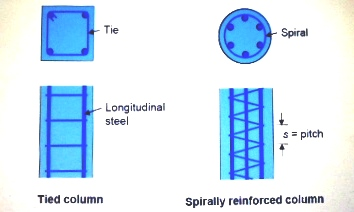 Tie
Spiral
Longitudinal
steel
s = pitch
Tied column
Spirally reinforced column